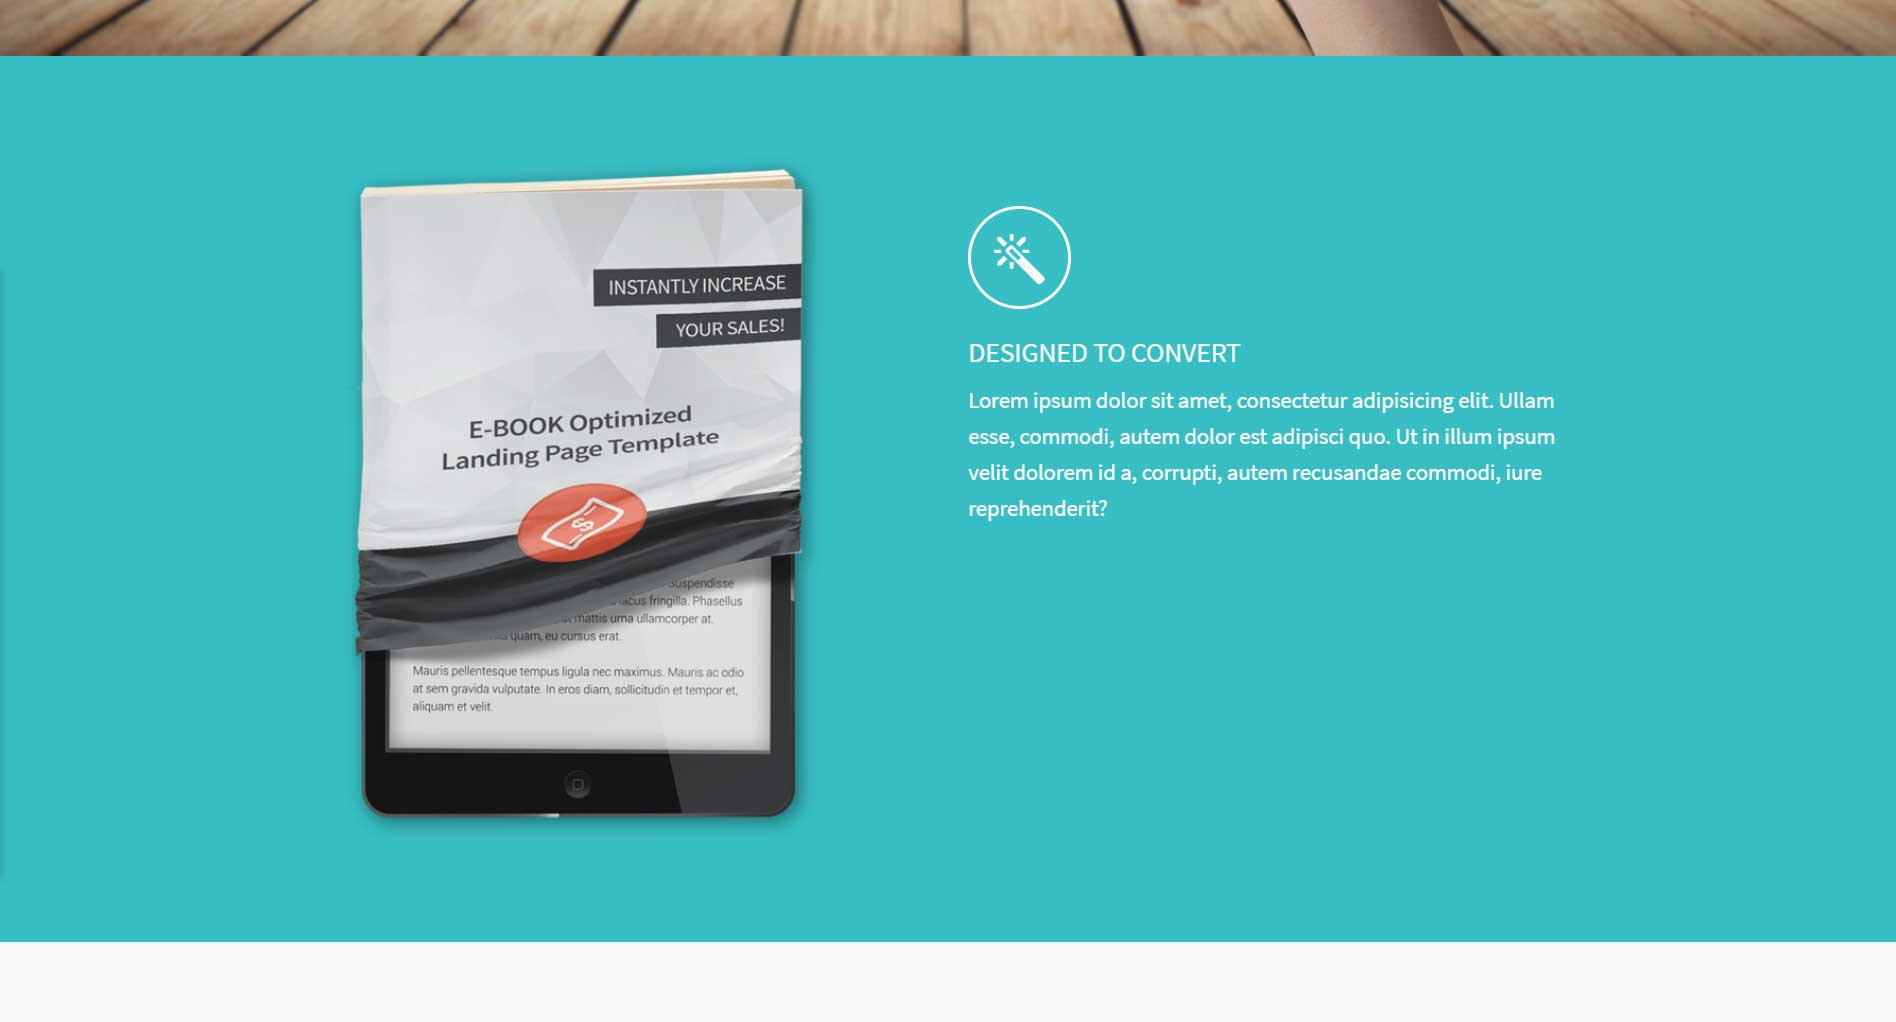 INSTANTLY INCREASE
YOUR SALES!
E-BOOK Optimized
Landing Page Template
Suspendisse
lacus fringilla. Phasellus
mattis urna ullamcorper at.
quam, eu cursus erat.
Mauris pellentesque tempus ligula nec maximus. Mauris ac odio
at sem gravida vulputate. In eros diam, sollicitudin et tempor et,
aliquam et velit.
DESIGNED TO CONVERT
Lorem ipsum dolor sit amet, consectetur adipisicing elit. Ullam
esse, commodi, autem dolor est adipisci quo. Ut in illum ipsum
velit dolorem id a, corrupti, autem recusandae commodi, iure
reprehenderit?